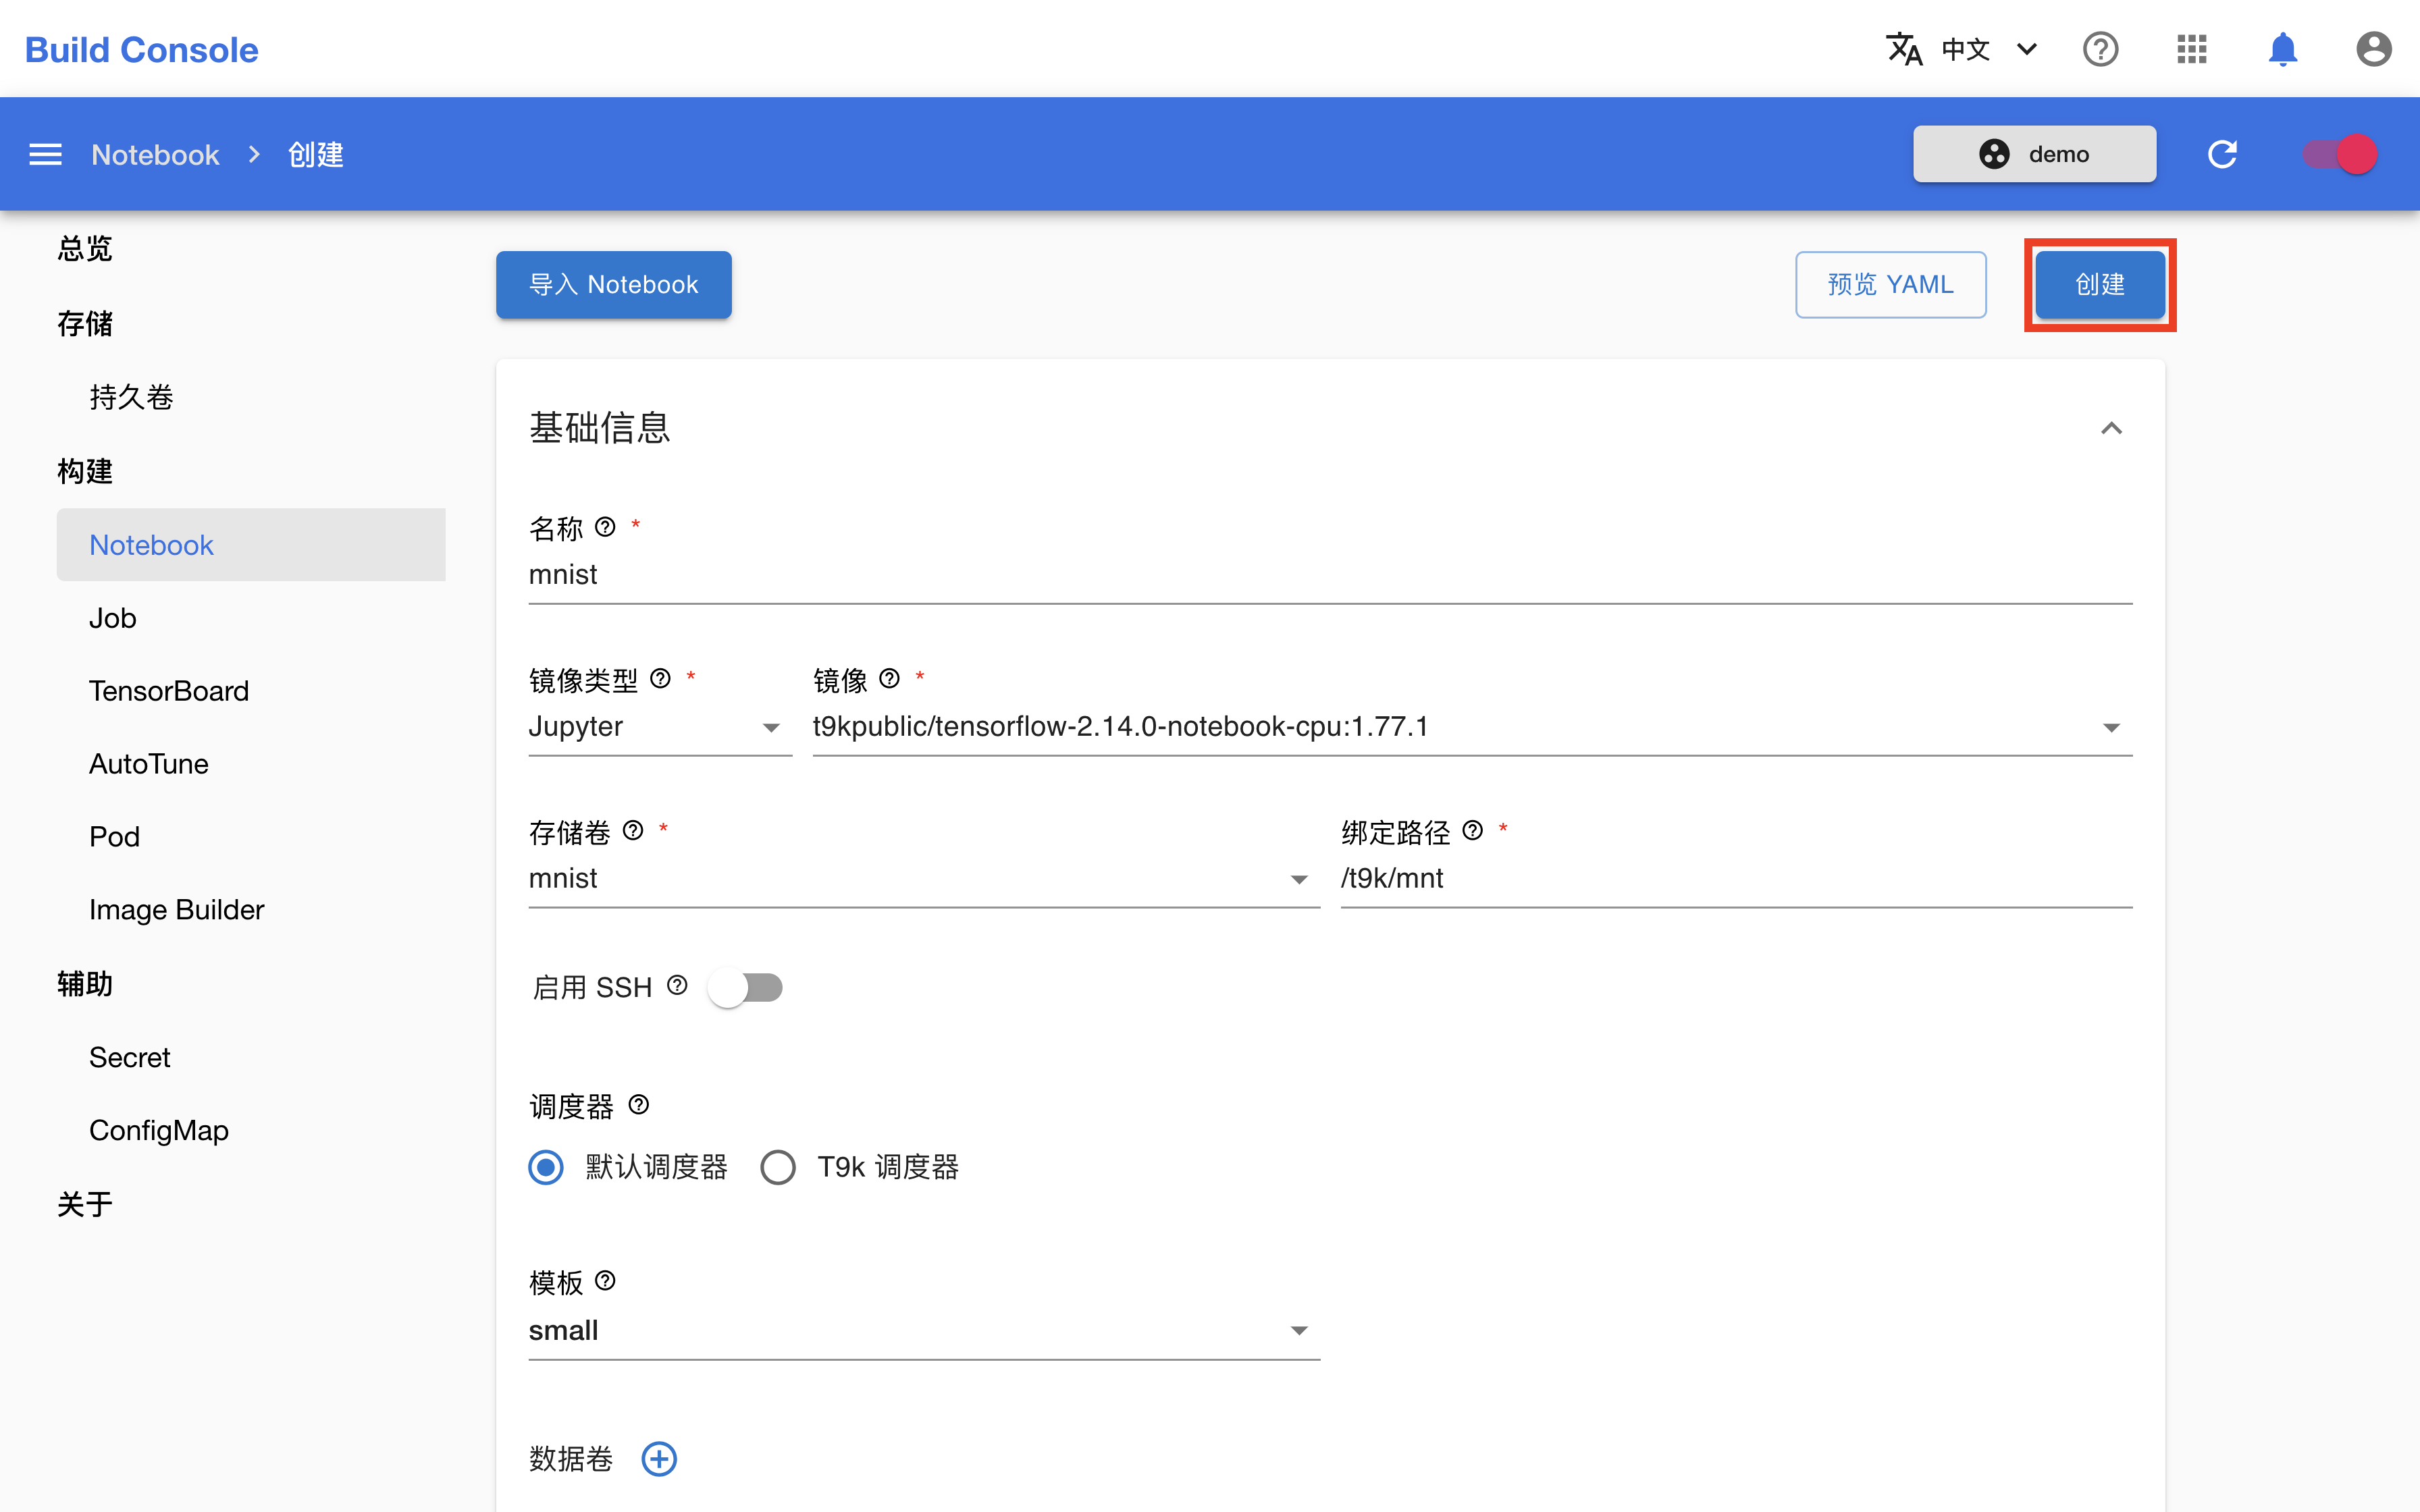 Build Console
中文
Notebook
创建
demo
总览
存储
持久卷
构建
Notebook
Job
TensorBoard
AutoTune
Pod
Image Builder
辅助
Secret
ConfigMap
关于
导入 Notebook
预览 YAML
创建
基础信息
名称 *
mnist
镜像类型 *
Jupyter
镜像 *
t9kpublic/tensorflow-2.14.0-notebook-cpu:1.77.1
存储卷 *
mnist
绑定路径 *
/t9k/mnt
启用 SSH
调度器
默认调度器
T9k 调度器
模板
small
数据卷